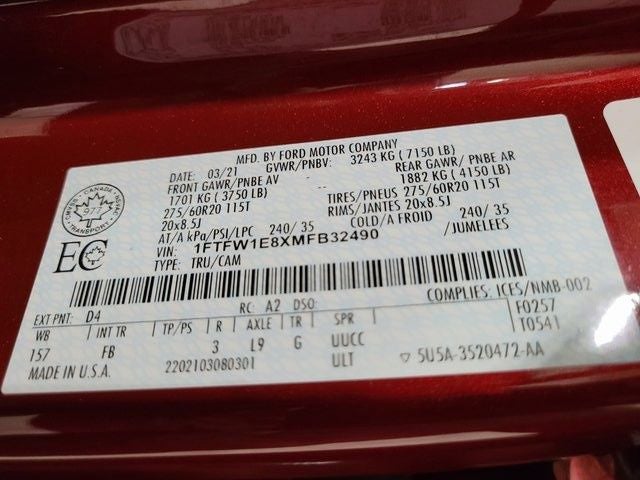 MFD. BY FORD MOTOR COMPANY
DATE: 03/21 GVWR/PNBV: 3243 KG ( 7150 LB)
FRONT GAWR/PNBE AV REAR GAWR/ PNBE AR
1701 KG ( 3750 LB) 1882 KG ( 4150 LB)
275/60R20 115T TIRES/PNEUS 275/60R20 115T
20x8.5J RIMS/JANTES 20x8.5J
AT/A kPa/PSI/LPC 240/ 35 COLD/A FROID 240/ 35
VIN: 1FTFW1E8XMFB32490 /JUMELEES
TYPE: TRU/CAM
CANADA
977
TRANSPORT
EC
COMPLIES: ICES/NMB-002
EXT PNT: D4 RC: A2 DSO: F0257
WB INT TR TP/PS R AXLE TR SPR T0541
157 FB 3 L9 G UUCC
MADE IN U.S.A. 2202103080301 ULT ▽ 5U5A-3520472-AA